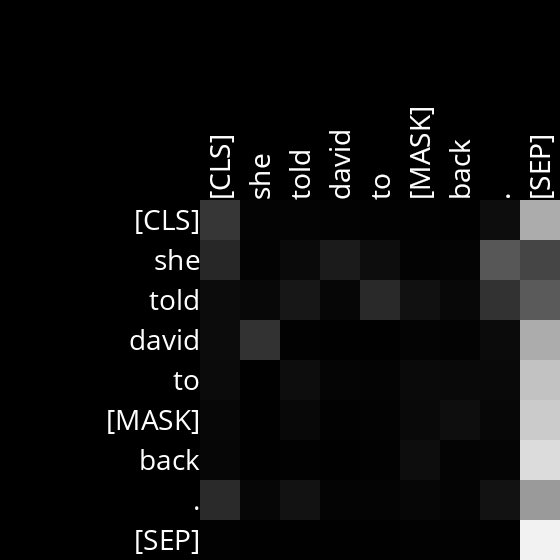 [CLS] she told david to [MASK] back . [SEP]
[CLS]
she
told
david
to
[MASK]
back
.
[SEP]